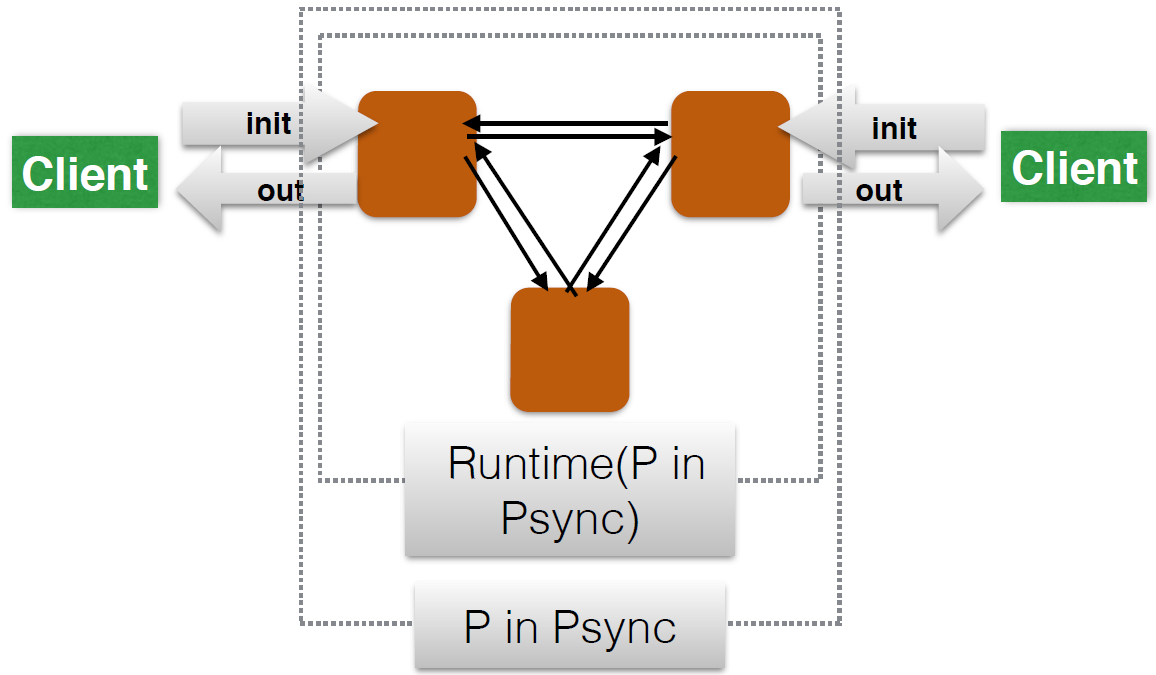 init
init
Client
Client
out
out
Runtime(P in
Psync)
P in Psync